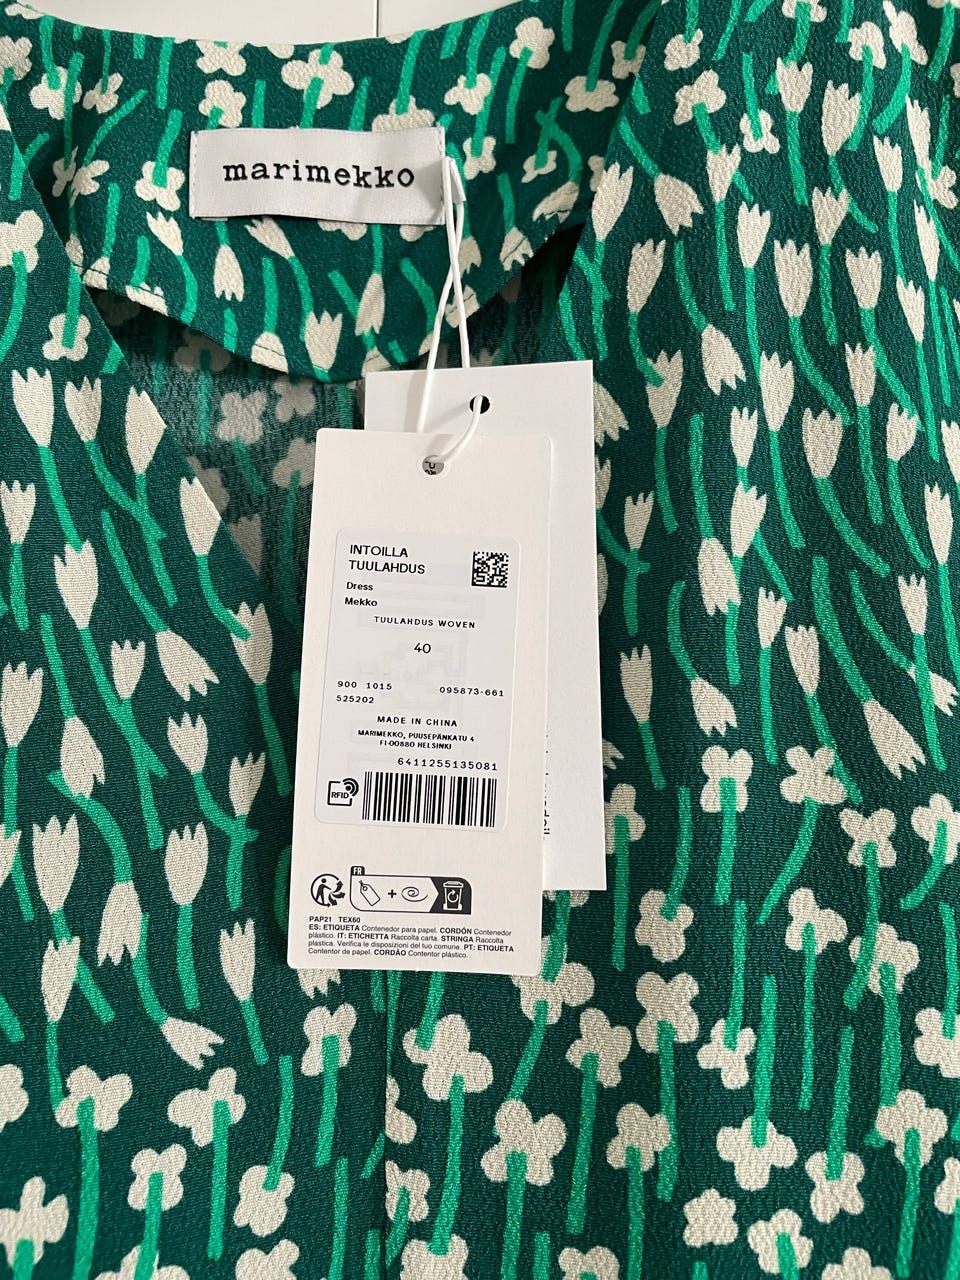 marimekko
INTOILLA
TUULAHDUS
Dress
Mekko
TUULAHDUS WOVEN
40
900 1015 095873-661
525202
MADE IN CHINA
MARIMEKKO, PUUSEPÄNKATU 4
FI-00880 HELSINKI
6411255135081
RFID
FR
PAP21 TEX60
ES: ETIQUETA Contenedor para papel. CORDÓN Contenedor
plástico. IT: ETICHETTA Raccolta carta. STRINGA Raccolta
plastica. Verifica le disposizioni del tuo comune. PT: ETIQUETA
Contentor de papel. CORDÃO Contentor plástico.